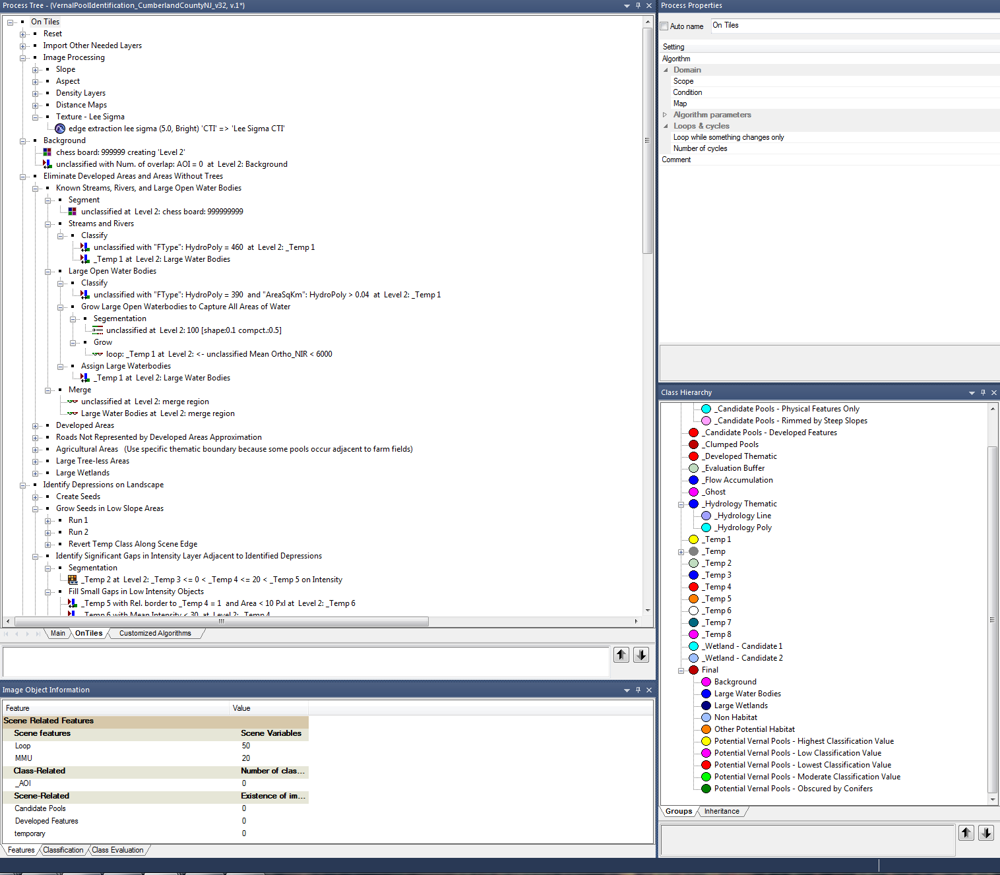 Process Tree - (VernalPoolIdentification_CumberlandCountyNJ_v32, v.1*)
On Tiles
Reset
Import Other Needed Layers
Image Processing
Slope
Aspect
Density Layers
Distance Maps
Texture - Lee Sigma
edge extraction lee sigma (5.0, Bright) 'CTI' => 'Lee Sigma CTI'
Background
chess board: 999999 creating 'Level 2'
unclassified with Num. of overlap: AOI = 0 at Level 2: Background
Eliminate Developed Areas and Areas Without Trees
Known Streams, Rivers, and Large Open Water Bodies
Segment
unclassified at Level 2: chess board: 999999999
Streams and Rivers
Classify
unclassified with "FType": HydroPoly = 460 at Level 2: _Temp 1
_Temp 1 at Level 2: Large Water Bodies
Large Open Water Bodies
Classify
unclassified with "FType": HydroPoly = 390 and "AreaSqKm": HydroPoly > 0.04 at Level 2: _Temp 1
Grow Large Open Waterbodies to Capture All Areas of Water
Segementation
unclassified at Level 2: 100 [shape:0.1 compct.:0.5]
Grow
loop: _Temp 1 at Level 2: <- unclassified Mean Ortho_NIR < 6000
Assign Large Waterbodies
_Temp 1 at Level 2: Large Water Bodies
Merge
unclassified at Level 2: merge region
Large Water Bodies at Level 2: merge region
Developed Areas
Roads Not Represented by Developed Areas Approximation
Agricultural Areas (Use specific thematic boundary because some pools occur adjacent to farm fields)
Large Tree-less Areas
Large Wetlands
Identify Depressions on Landscape
Create Seeds
Grow Seeds in Low Slope Areas
Run 1
Run 2
Revert Temp Class Along Scene Edge
Identify Significant Gaps in Intensity Layer Adjacent to Identified Depressions
Segmentation
_Temp 2 at Level 2: _Temp 3 <= 0 < _Temp 4 <= 20 < _Temp 5 on Intensity
Fill Small Gaps in Low Intensity Objects
_Temp 5 with Rel. border to _Temp 4 = 1 and Area < 10 Pxl at Level 2: _Temp 6
_Temp 6 with Mean Intensity < 30 at Level 2: _Temp 4
Main
OnTiles
Customized Algorithms
Image Object Information
Feature Value
Scene Related Features
Scene features Scene Variables
Loop 50
MMU 20
Class-Related Number of clas...
_AOI 0
Scene-Related Existence of im...
Candidate Pools 0
Developed Features 0
temporary 0
Features
Classification
Class Evaluation
Process Properties
Auto name On Tiles
Setting
Algorithm
Domain
Scope
Condition
Map
Algorithm parameters
Loops & cycles
Loop while something changes only
Number of cycles
Comment
Class Hierarchy
_Candidate Pools - Physical Features Only
_Candidate Pools - Rimmed by Steep Slopes
_Candidate Pools - Developed Features
_Clumped Pools
_Developed Thematic
_Evaluation Buffer
_Flow Accumulation
_Ghost
_Hydrology Thematic
_Hydrology Line
_Hydrology Poly
_Temp 1
_Temp
_Temp 2
_Temp 3
_Temp 4
_Temp 5
_Temp 6
_Temp 7
_Temp 8
_Wetland - Candidate 1
_Wetland - Candidate 2
Final
Background
Large Water Bodies
Large Wetlands
Non Habitat
Other Potential Habitat
Potential Vernal Pools - Highest Classification Value
Potential Vernal Pools - Low Classification Value
Potential Vernal Pools - Lowest Classification Value
Potential Vernal Pools - Moderate Classification Value
Potential Vernal Pools - Obscured by Conifers
Groups
Inheritance